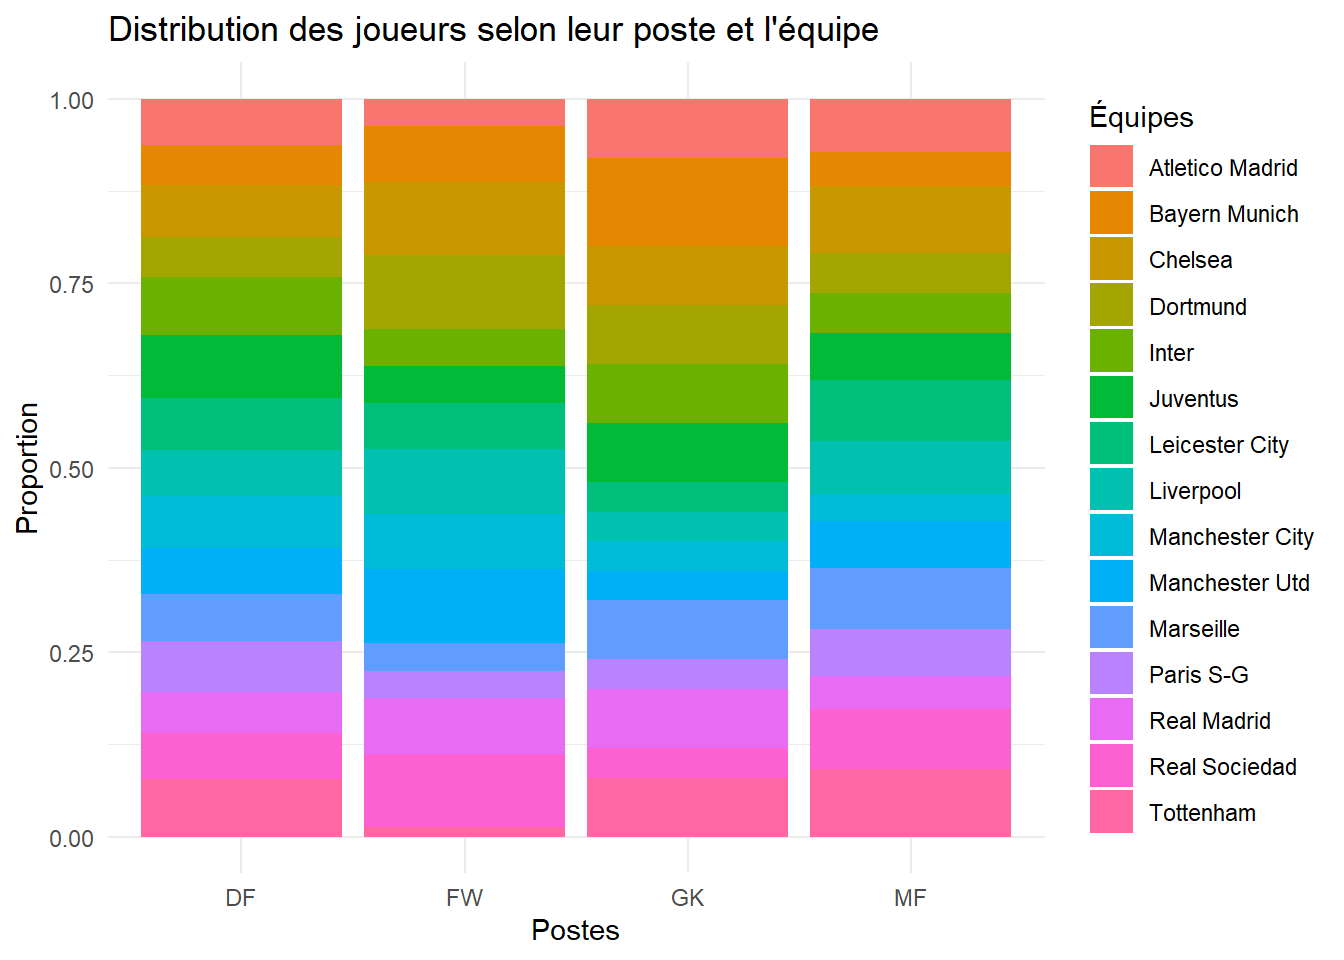 Distribution des joueurs selon leur poste et l'équipe
1.00
0.75
0.50
0.25
0.00
Proportion
DF
FW
GK
MF
Postes
Équipes
Atletico Madrid
Bayern Munich
Chelsea
Dortmund
Inter
Juventus
Leicester City
Liverpool
Manchester City
Manchester Utd
Marseille
Paris S-G
Real Madrid
Real Sociedad
Tottenham